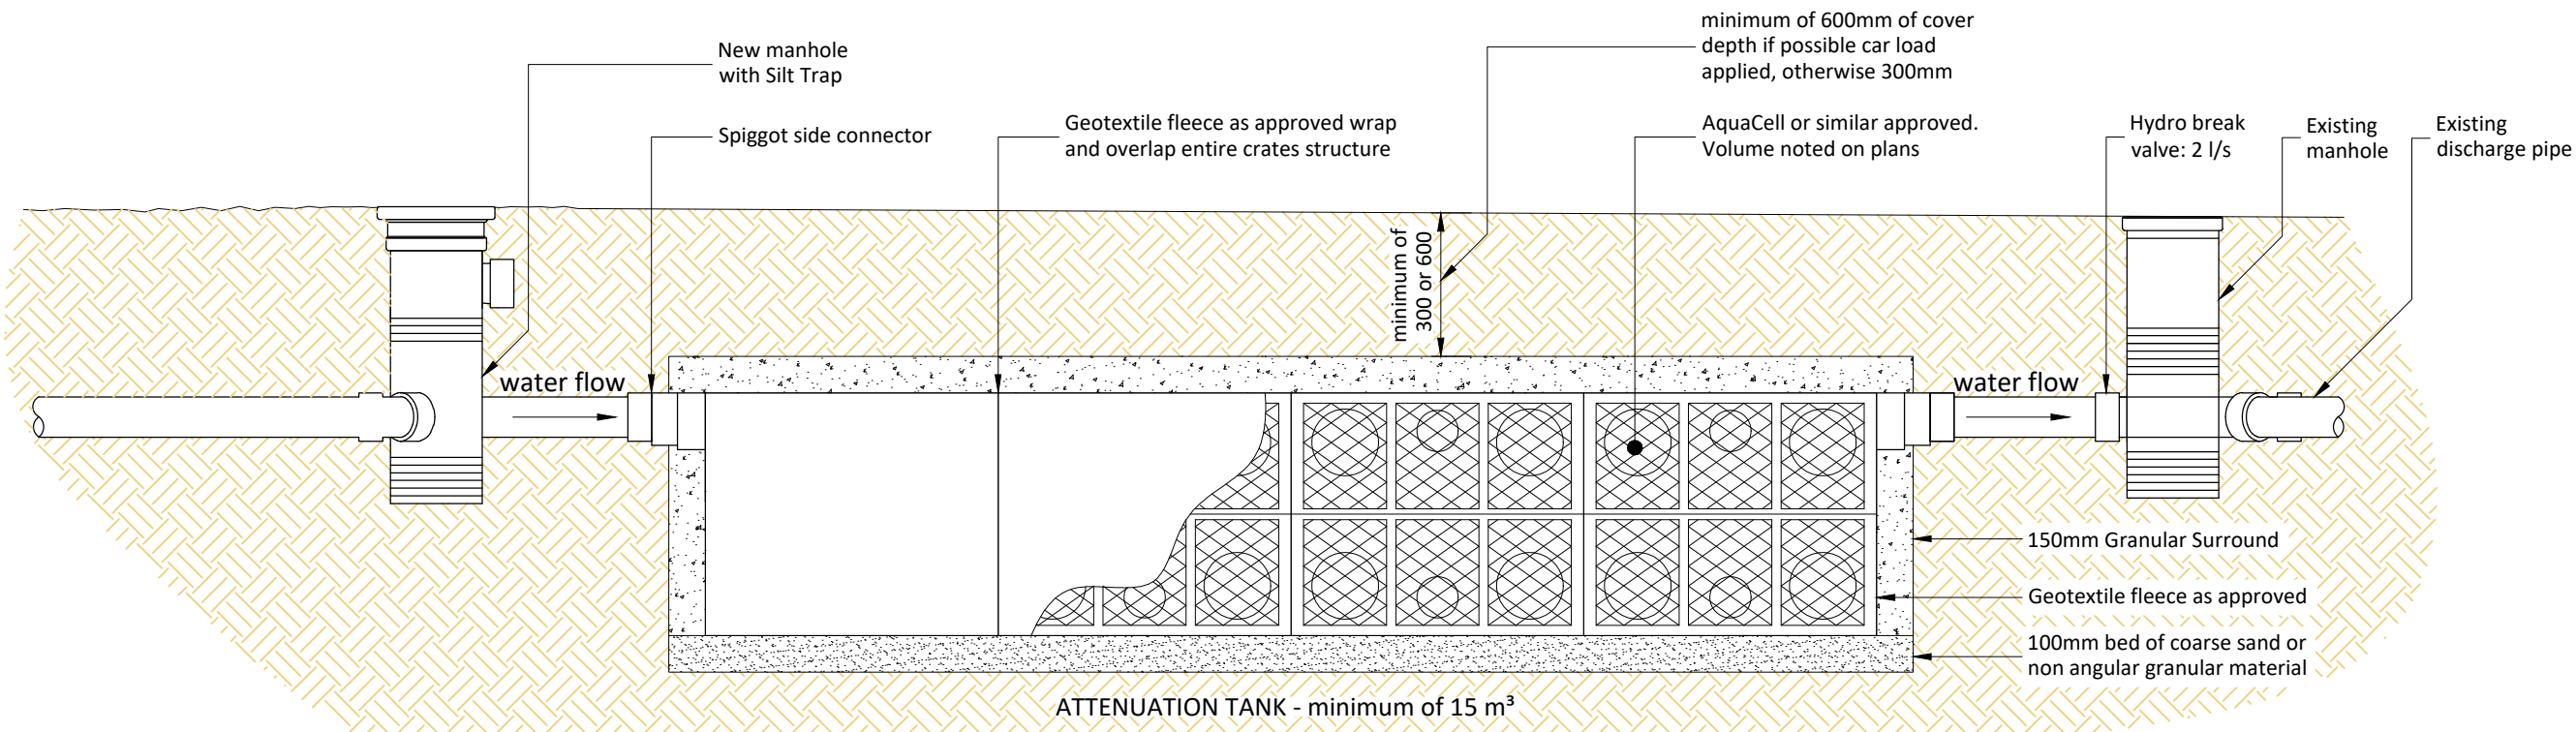 New manhole
with Silt Trap
Spiggot side connector
Geotextile fleece as approved wrap
and overlap entire crates structure
minimum of 600mm of cover
depth if possible car load
applied, otherwise 300mm
AquaCell or similar approved.
Volume noted on plans
Hydro break
valve: 2 l/s
Existing
manhole
Existing
discharge pipe
minimum of
300 or 600
water flow
water flow
150mm Granular Surround
Geotextile fleece as approved
100mm bed of coarse sand or
non angular granular material
ATTENUATION TANK - minimum of 15 m³